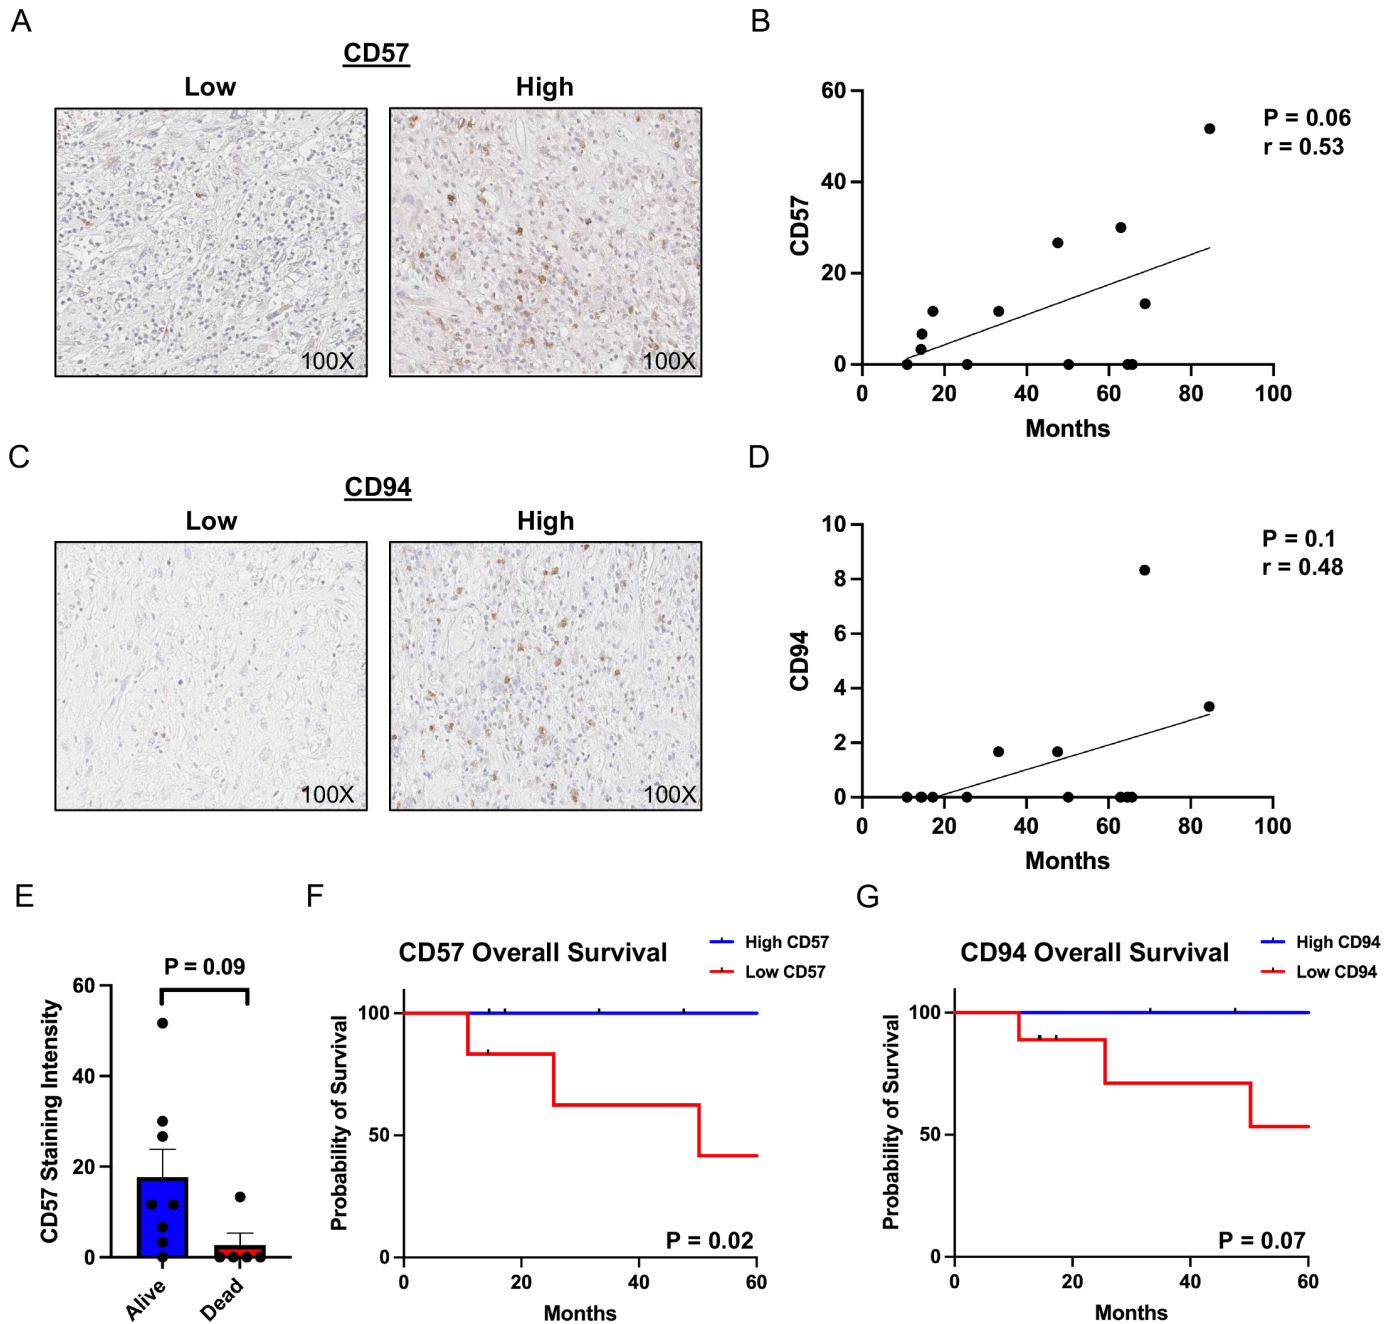 A
CD57
Low
High
100X
100X
B
60
40
20
0
CD57
0
20
40
60
80
100
Months
P = 0.06
r = 0.53
C
CD94
Low
High
100X
100X
D
10
8
6
4
2
0
CD94
0
20
40
60
80
100
Months
P = 0.1
r = 0.48
E
P = 0.09
60
40
20
0
CD57 Staining Intensity
Alive
Dead
F
CD57 Overall Survival
High CD57
Low CD57
100
50
0
Probability of Survival
P = 0.02
0
20
40
60
Months
G
CD94 Overall Survival
High CD94
Low CD94
100
50
0
Probability of Survival
P = 0.07
0
20
40
60
Months